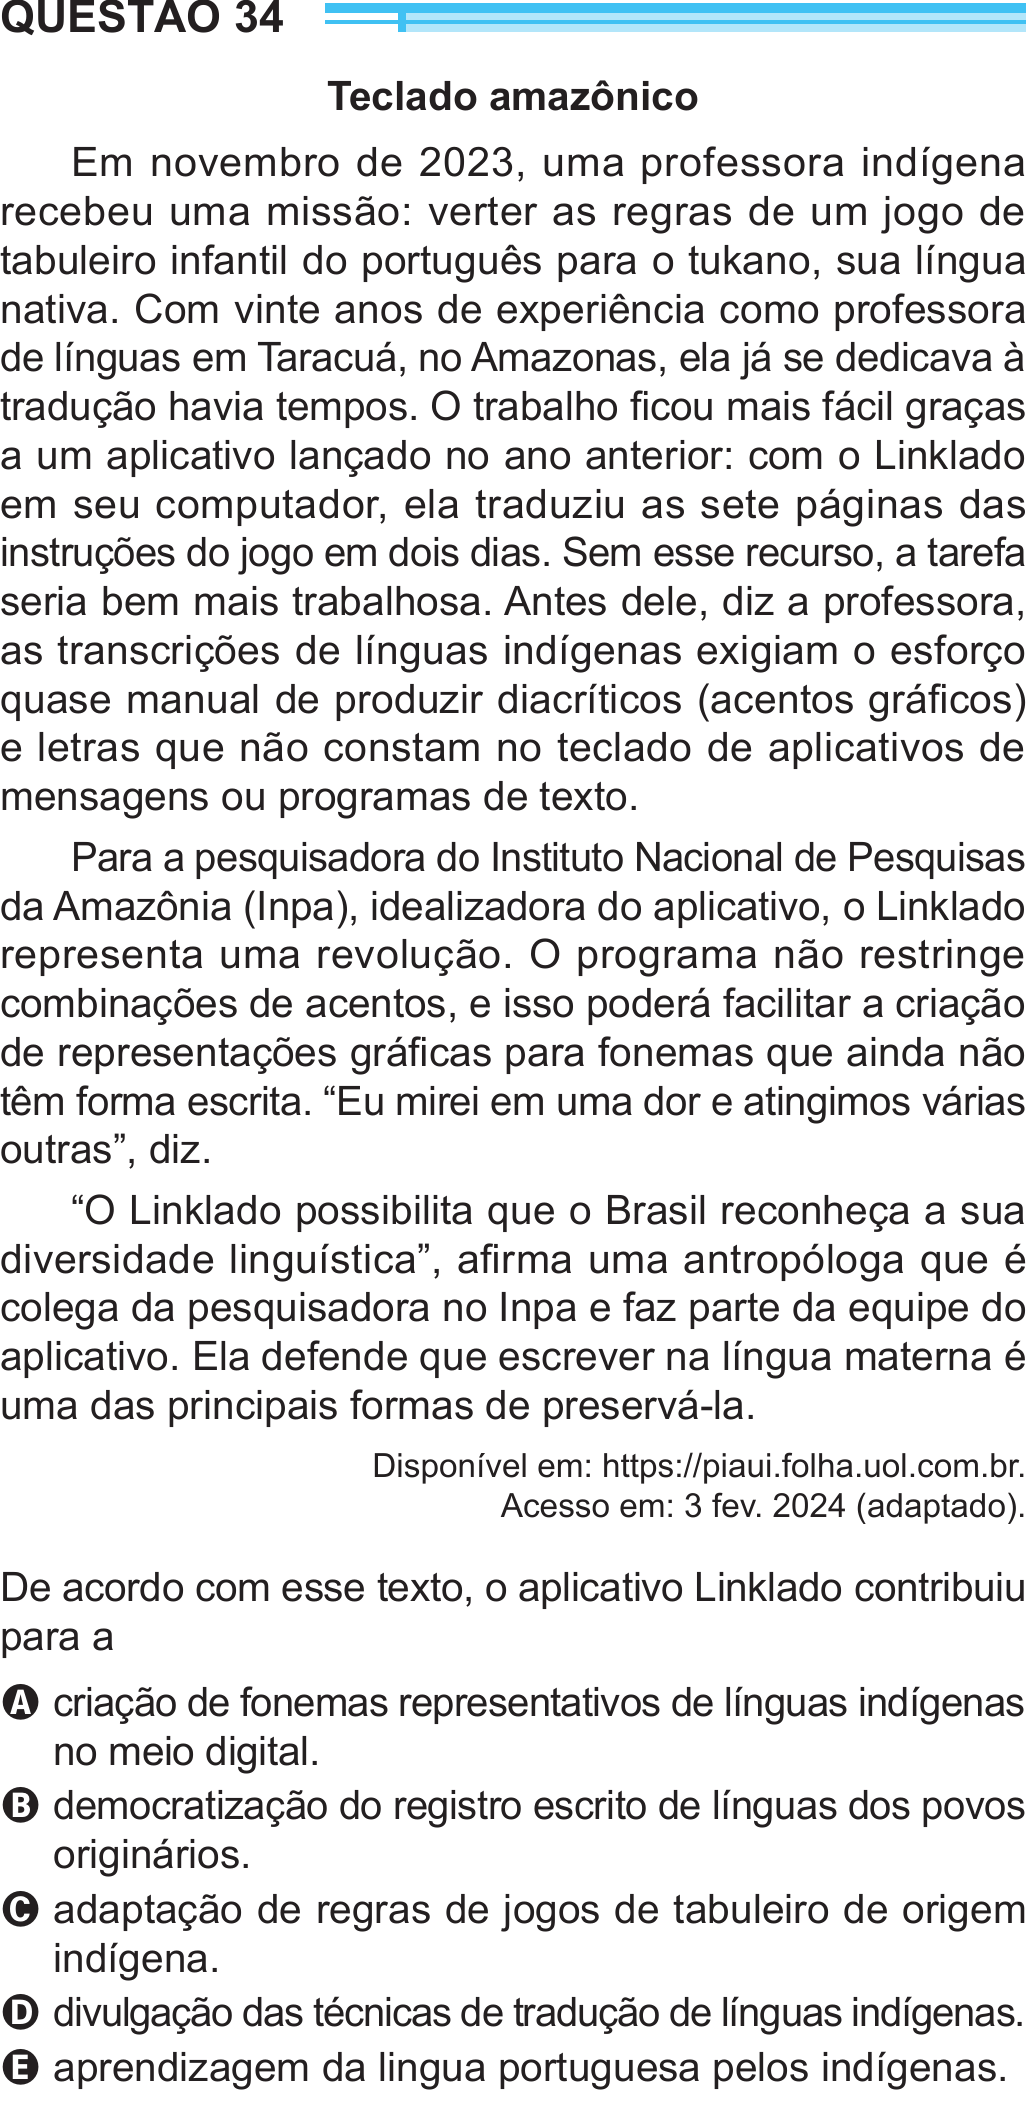 QUESTÃO 34
Teclado amazônico
Em novembro de 2023, uma professora indígena
recebeu uma missão: verter as regras de um jogo de
tabuleiro infantil do português para o tukano, sua língua
nativa. Com vinte anos de experiência como professora
de línguas em Taracuá, no Amazonas, ela já se dedicava à
tradução havia tempos. O trabalho ficou mais fácil graças
a um aplicativo lançado no ano anterior: com o Linklado
em seu computador, ela traduziu as sete páginas das
instruções do jogo em dois dias. Sem esse recurso, a tarefa
seria bem mais trabalhosa. Antes dele, diz a professora,
as transcrições de línguas indígenas exigiam o esforço
quase manual de produzir diacríticos (acentos gráficos)
e letras que não constam no teclado de aplicativos de
mensagens ou programas de texto.
Para a pesquisadora do Instituto Nacional de Pesquisas
da Amazônia (Inpa), idealizadora do aplicativo, o Linklado
representa uma revolução. O programa não restringe
combinações de acentos, e isso poderá facilitar a criação
de representações gráficas para fonemas que ainda não
têm forma escrita. “Eu mirei em uma dor e atingimos várias
outras”, diz.
“O Linklado possibilita que o Brasil reconheça a sua
diversidade linguística”, afirma uma antropóloga que é
colega da pesquisadora no Inpa e faz parte da equipe do
aplicativo. Ela defende que escrever na língua materna é
uma das principais formas de preservá-la.
Disponível em: https://piaui.folha.uol.com.br.
Acesso em: 3 fev. 2024 (adaptado).
De acordo com esse texto, o aplicativo Linklado contribuiu
para a
A criação de fonemas representativos de línguas indígenas
no meio digital.
B democratização do registro escrito de línguas dos povos
originários.
C adaptação de regras de jogos de tabuleiro de origem
indígena.
D divulgação das técnicas de tradução de línguas indígenas.
E aprendizagem da lingua portuguesa pelos indígenas.